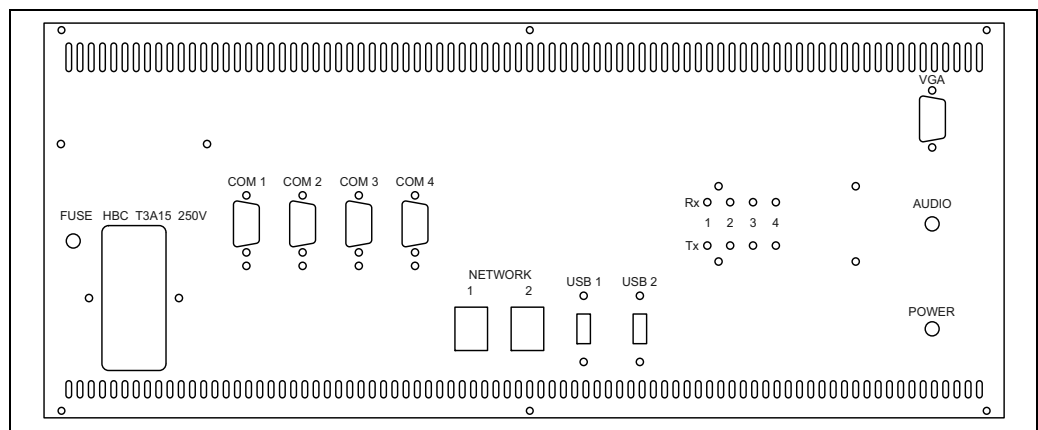 VGA
COM 1 COM 2 COM 3 COM 4
Rx
FUSE HBC T3A15 250V
1 2 3 4
AUDIO
Tx
NETWORK
1 2
USB 1 USB 2
POWER